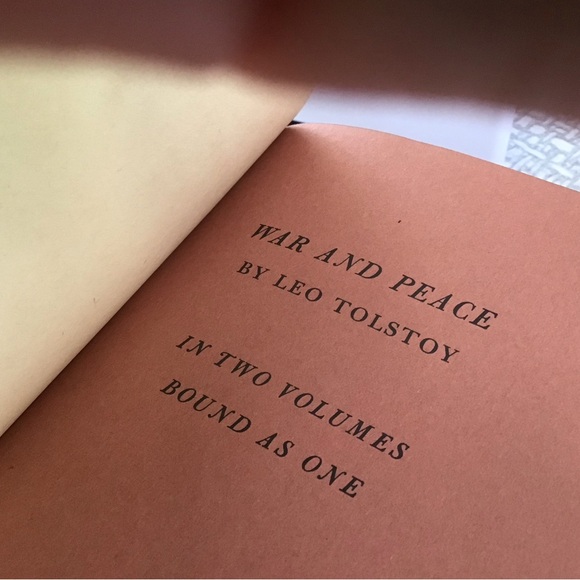 WAR AND PEACE
BY LEO TOLSTOY
IN TWO VOLUMES
BOUND AS ONE